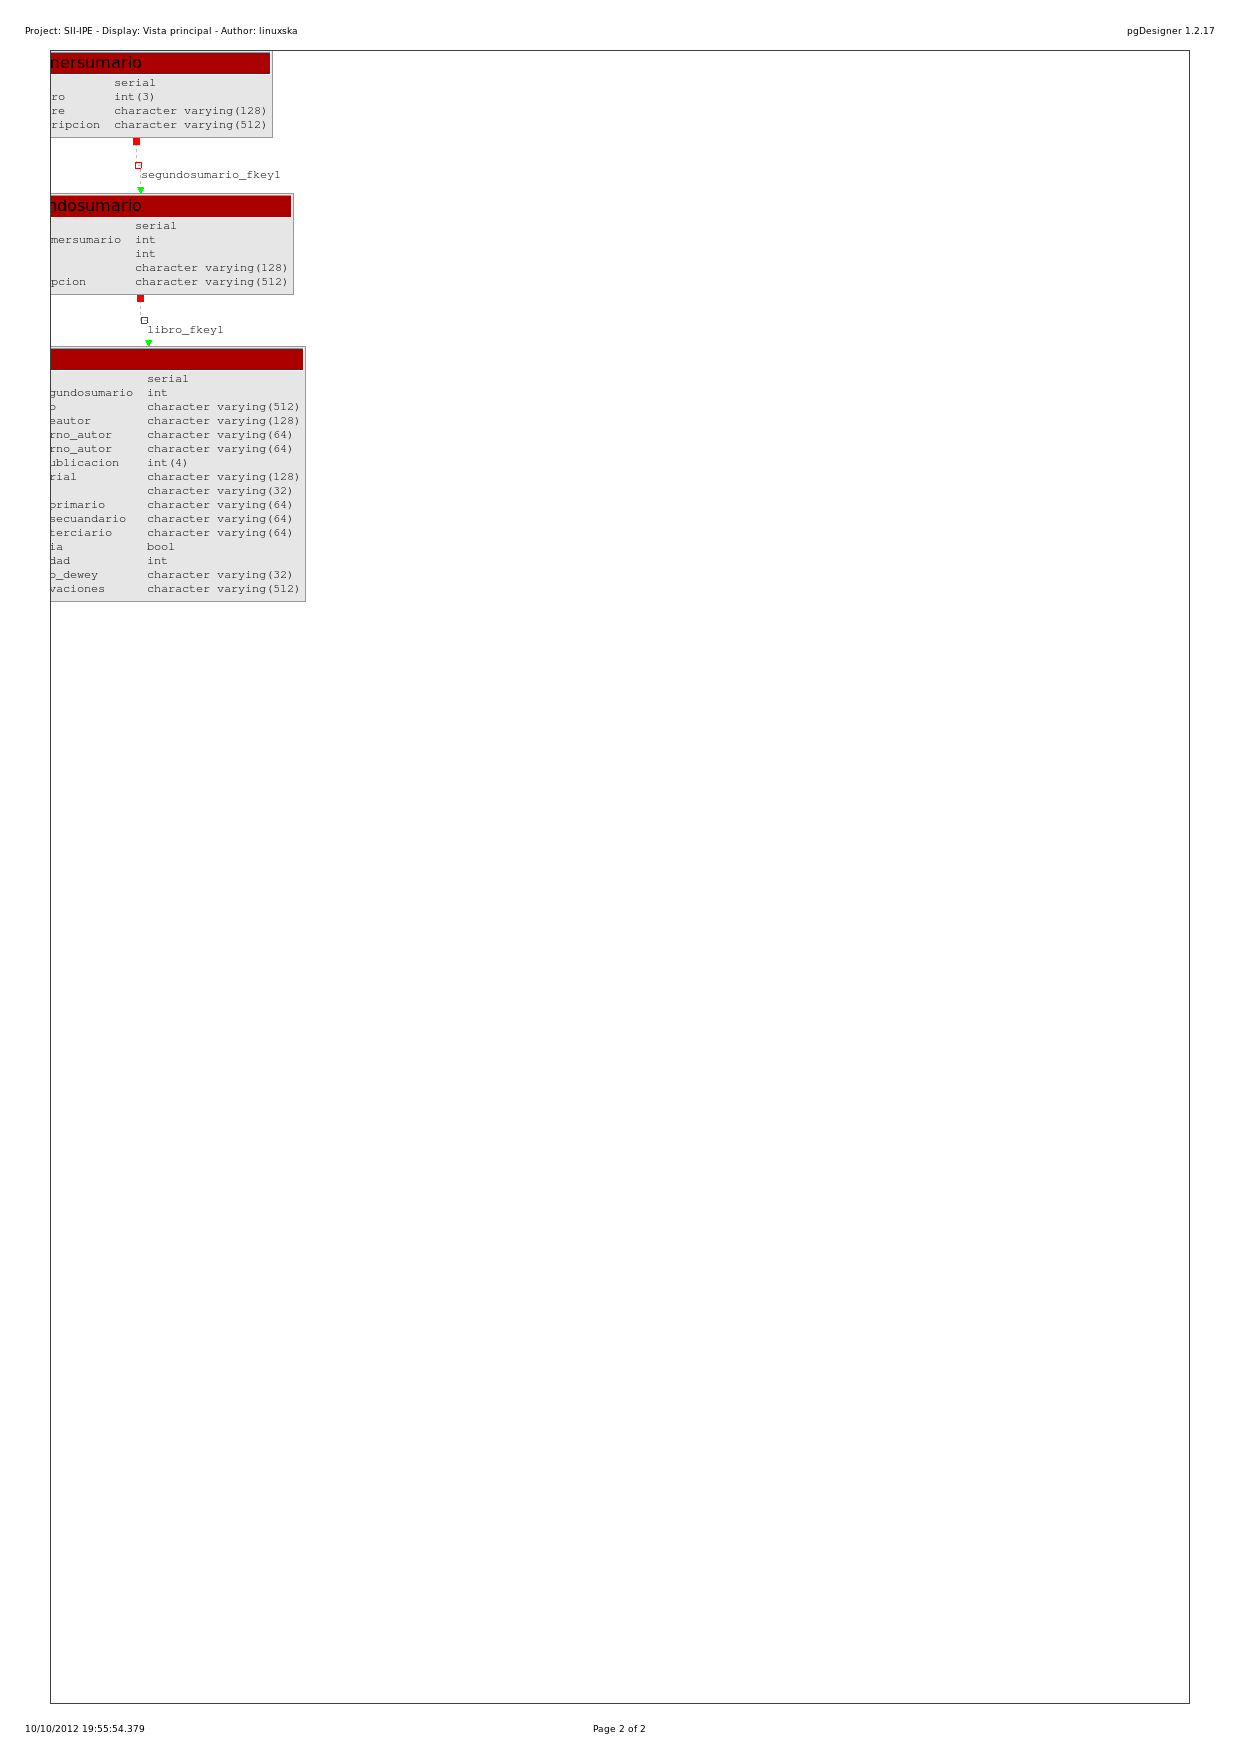 Project: SII-IPE - Display: Vista principal - Author: linuxska pgDesigner 1.2.17
mersumario
serial
ro int(3)
re character varying(128)
ripcion character varying(512)
segundosumario_fkey1
ndosumario
serial
mersumario int
int
character varying(128)
pcion character varying(512)
libro_fkey1
serial
gundosumario int
o character varying(512)
eautor character varying(128)
rno_autor character varying(64)
rno_autor character varying(64)
ublicacion int(4)
rial character varying(128)
character varying(32)
primario character varying(64)
secuandario character varying(64)
terciario character varying(64)
ia bool
dad int
o_dewey character varying(32)
vaciones character varying(512)
10/10/2012 19:55:54.379 Page 2 of 2